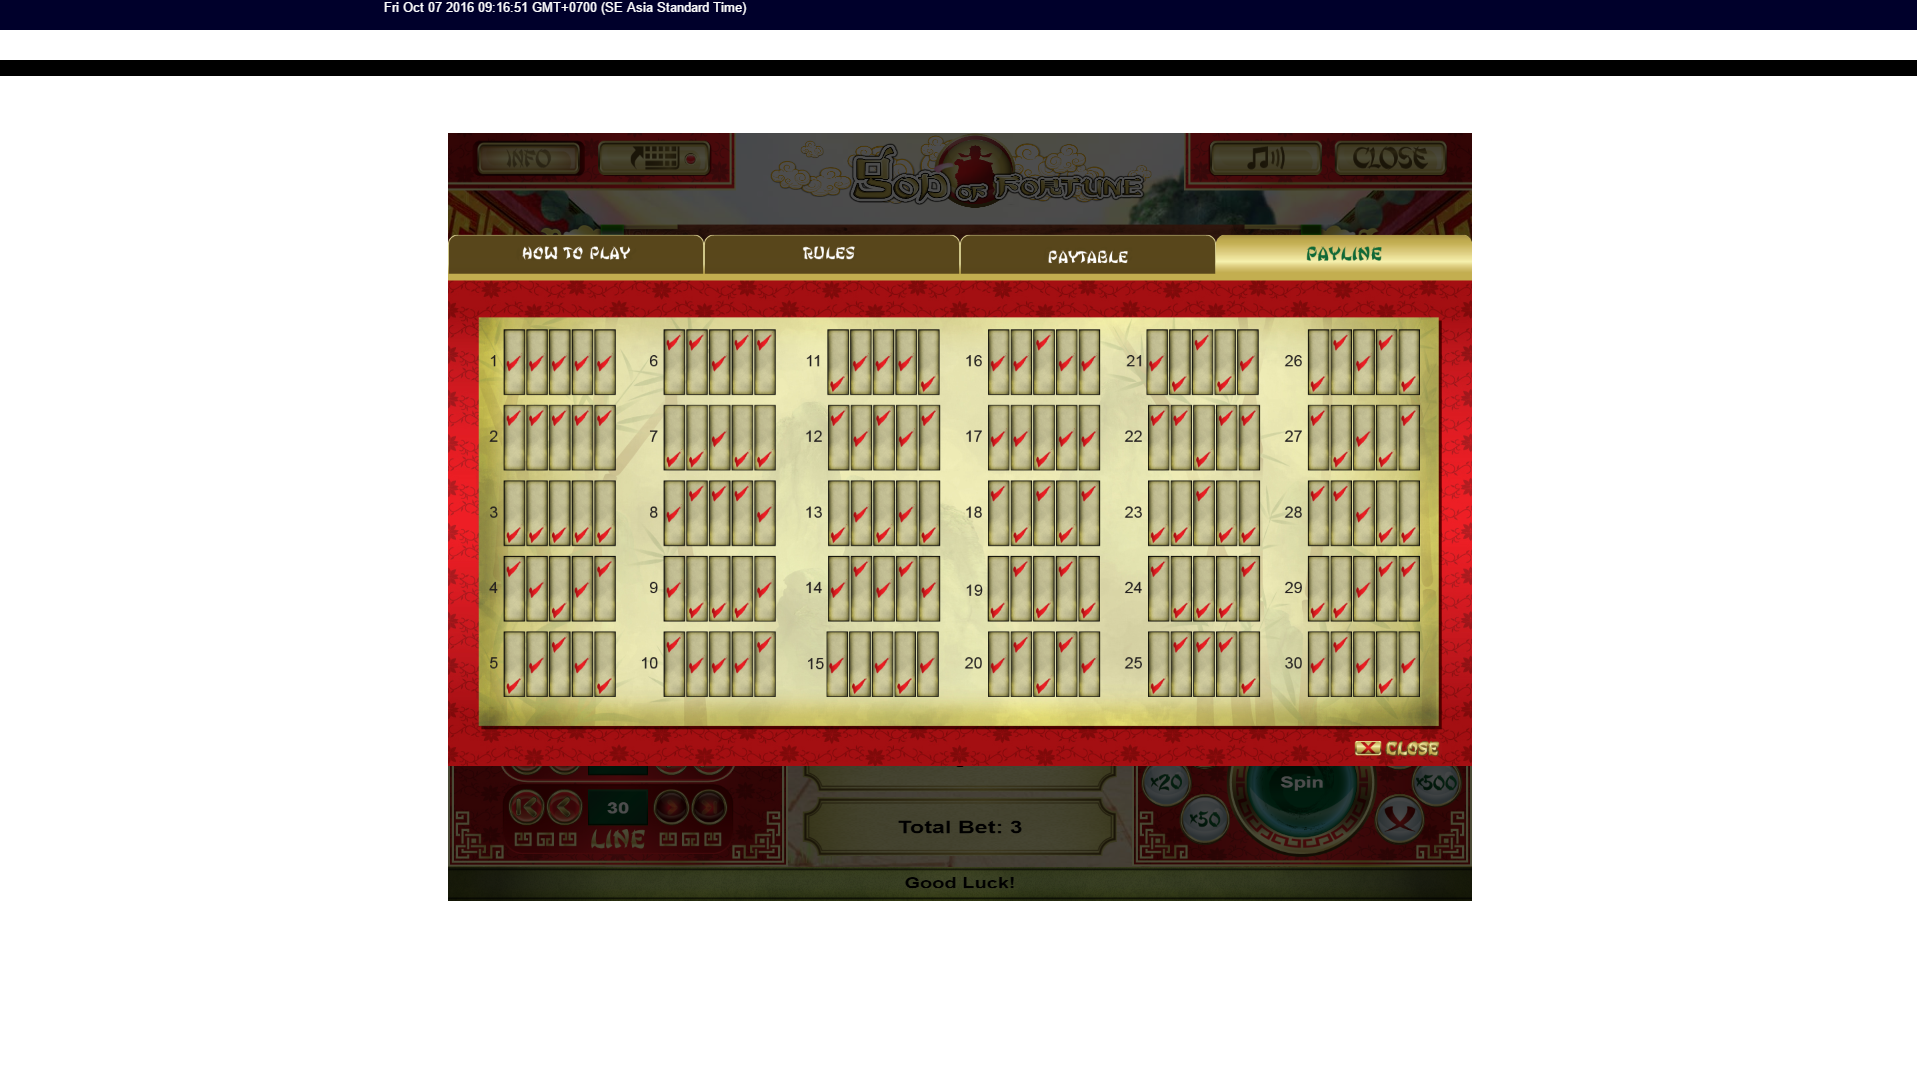 Fri Oct 07 2016 09:16:51 GMT+0700 (SE Asia Standard Time)
INFO
GOD OF FORTUNE
CLOSE
HOW TO PLAY
RULES
PAYTABLE
PAYLINE
1 6 11 16 21 26
2 7 12 17 22 27
3 8 13 18 23 28
4 9 14 19 24 29
5 10 15 20 25 30
CLOSE
x20
Spin
x500
30
x50
LINE
Total Bet: 3
Good Luck!